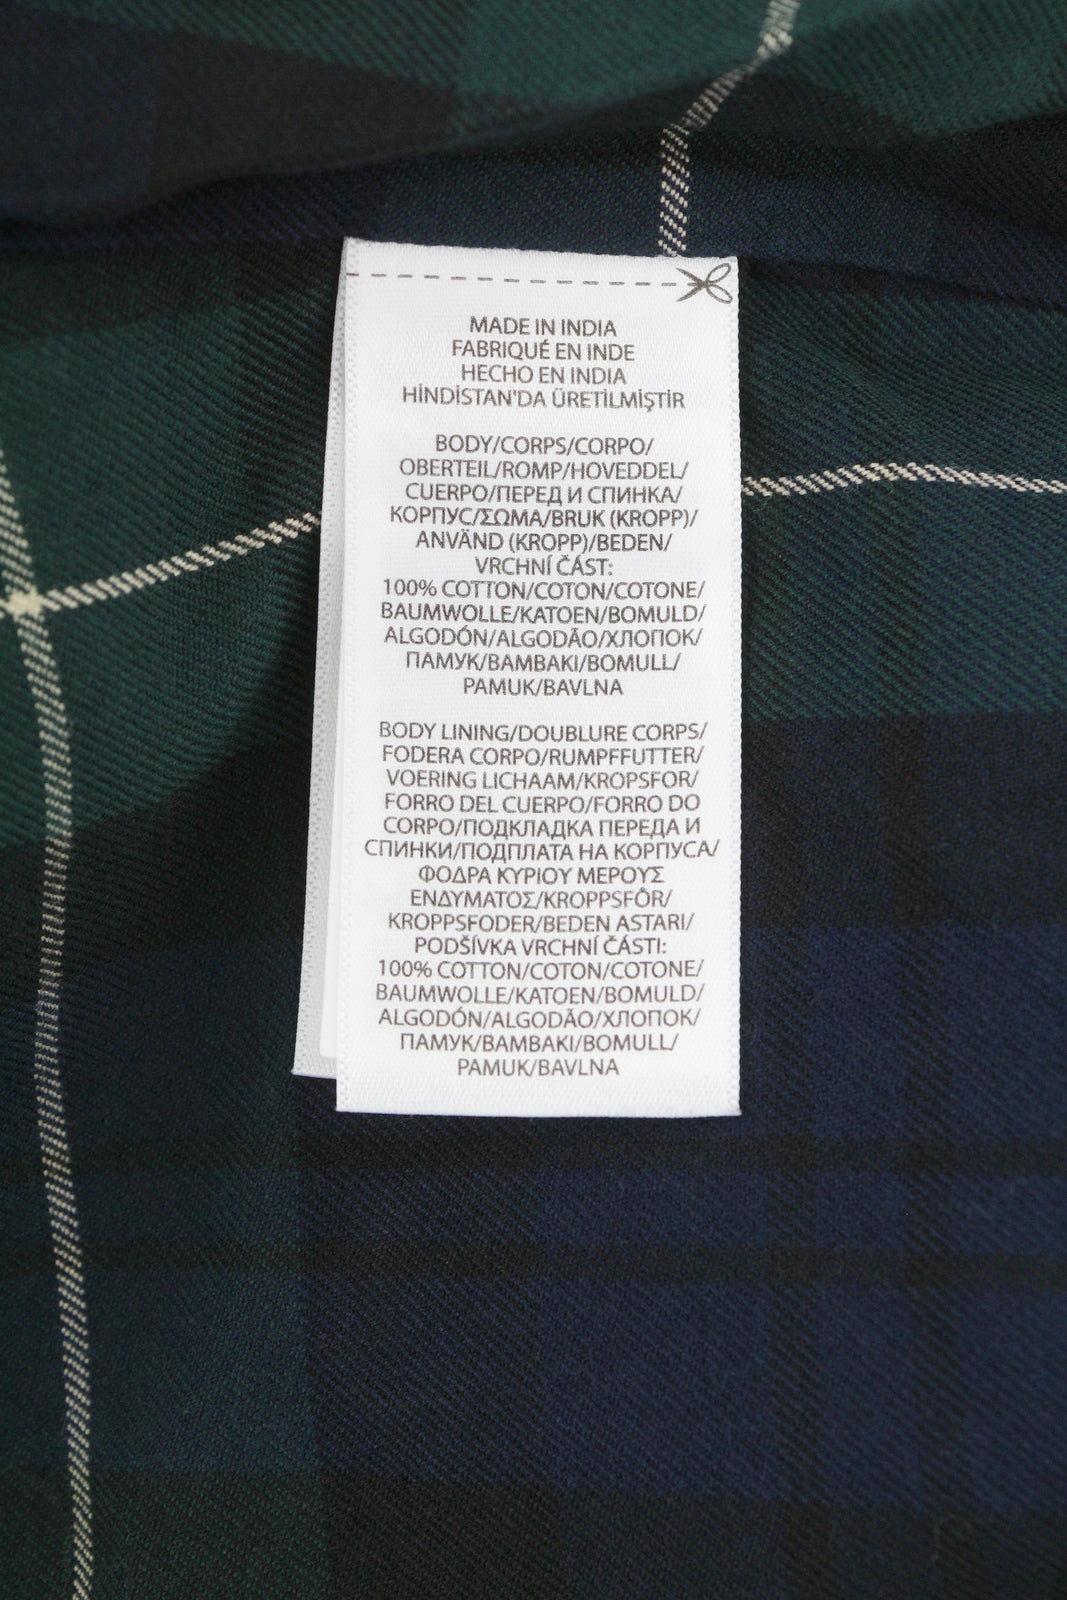 MADE IN INDIA
FABRIQUÉ EN INDE
HECHO EN INDIA
HİNDİSTAN'DA ÜRETİLMİŞTİR
BODY/CORPS/CORPO/
OBERTEIL/ROMP/HOVEDDEL/
CUERPO/ПЕРЕД И СПИНКА/
КОРПУС/ΣΩΜΑ/BRUK (KROPP)/
ANVÄND (KROPP)/BEDEN/
VRCHNÍ ČÁST:
100% COTTON/COTON/COTONE/
BAUMWOLLE/KATOEN/BOMULD/
ALGODÓN/ALGODÃO/ХЛОПОК/
ПАМУК/BAMBAKI/BOMULL/
PAMUK/BAVLNA
BODY LINING/DOUBLURE CORPS/
FODERA CORPO/RUMPFFUTTER/
VOERING LICHAAM/KROPSFOR/
FORRO DEL CUERPO/FORRO DO
CORPO/ПОДКЛАДКА ПЕРЕДА И
СПИНКИ/ПОДПЛАТА НА КОРПУСА/
ΦΟΔΡΑ ΚΥΡΙΟΥ ΜΕΡΟΥΣ
ΕΝΔΥΜΑΤΟΣ/KROPPSFÔR/
KROPPSFODER/BEDEN ASTARI/
PODŠÍVKA VRCHNÍ ČÁSTI:
100% COTTON/COTON/COTONE/
BAUMWOLLE/KATOEN/BOMULD/
ALGODÓN/ALGODÃO/ХЛОПОК/
ПАМУК/BAMBAKI/BOMULL/
PAMUK/BAVLNA